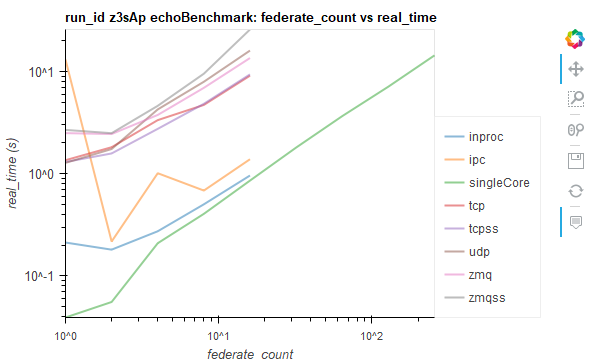 run_id z3sAp echoBenchmark: federate_count vs real_time
real_time (s)
10^1
10^0
10^-1
10^0
10^1
10^2
federate_count
inproc
ipc
singleCore
tcp
tcpss
udp
zmq
zmqss